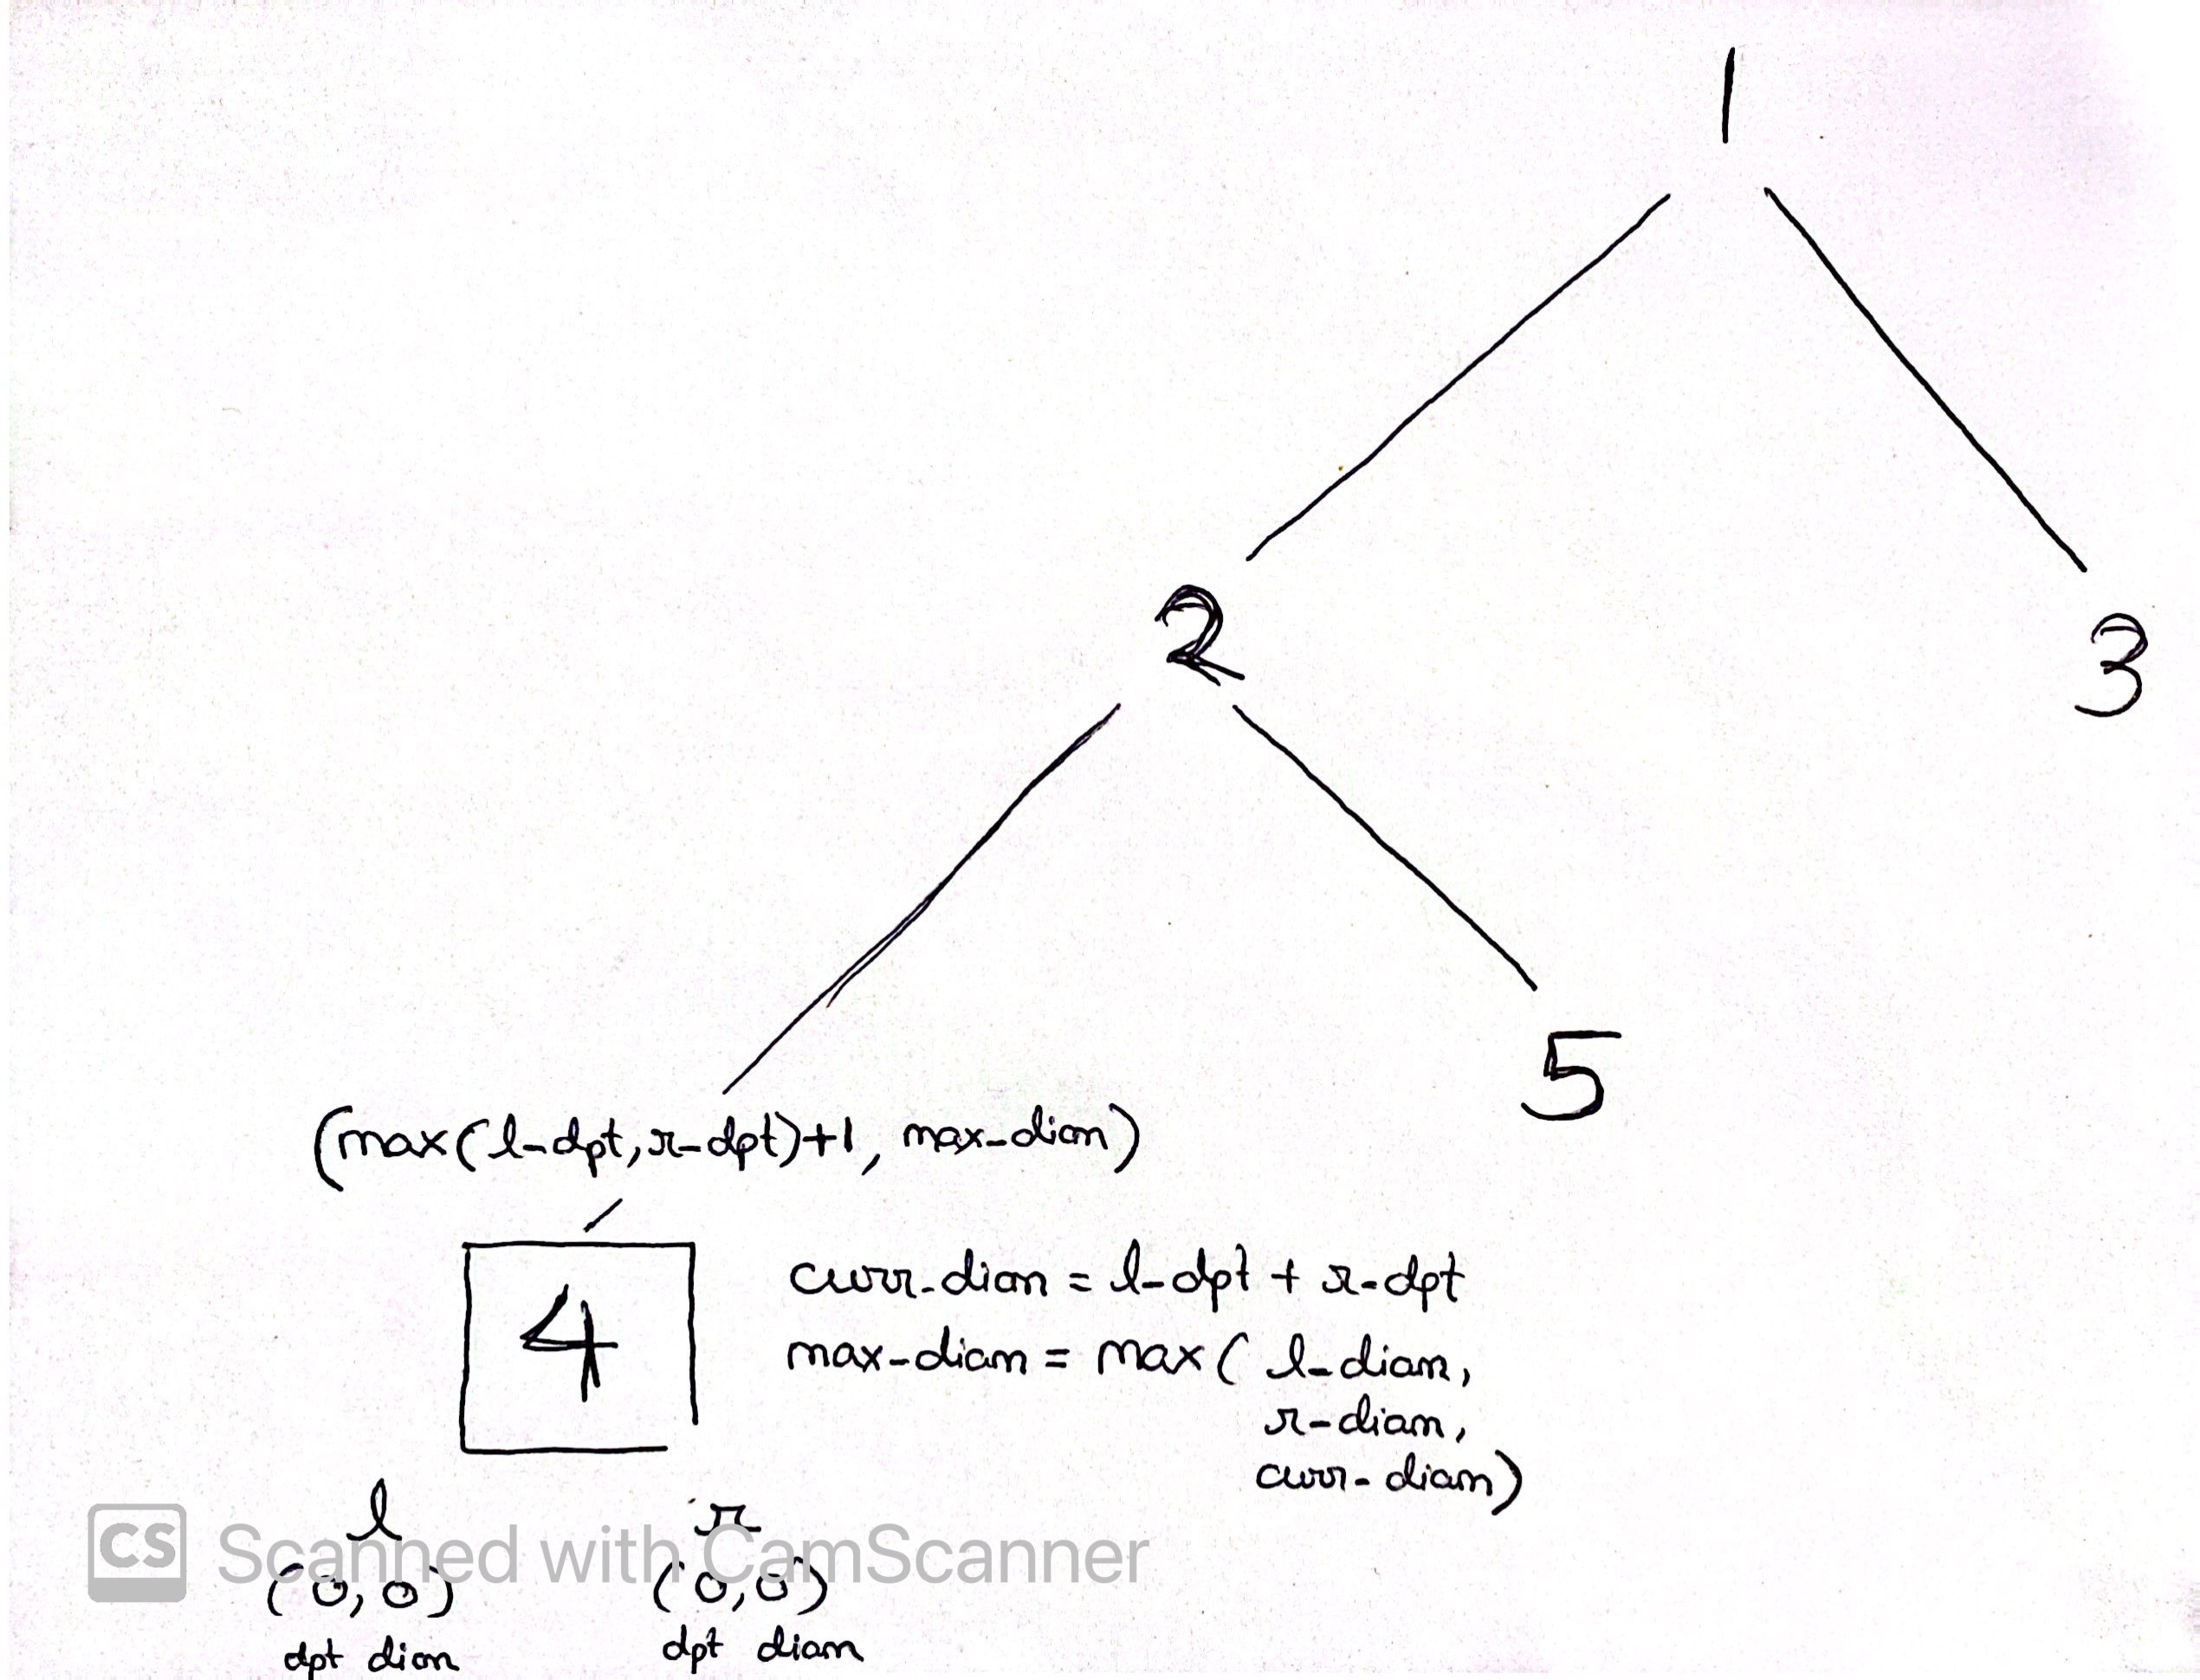 1
2
3
5
(max(l-dpt,r-dpt)+1, max-diam)
4
curr-diam = l-dpt + r-dpt
max-diam = max( l-diam,
r-diam,
curr-diam)
l r
CS Scanned with CamScanner
(0,0) (0,0)
dpt diam dpt diam